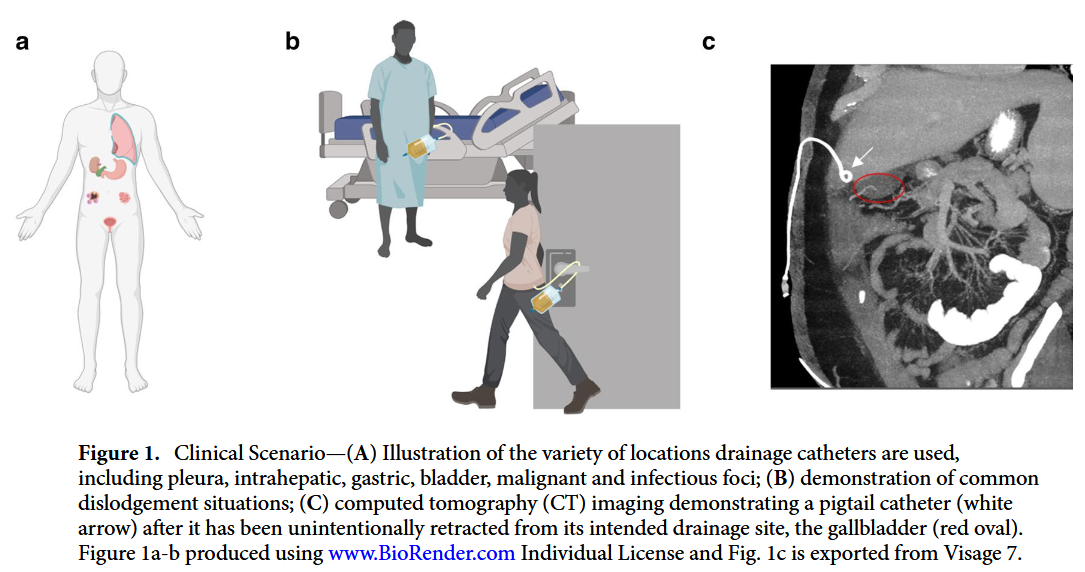 a
b
c
Figure 1. Clinical Scenario—(A) Illustration of the variety of locations drainage catheters are used,
including pleura, intrahepatic, gastric, bladder, malignant and infectious foci; (B) demonstration of common
dislodgement situations; (C) computed tomography (CT) imaging demonstrating a pigtail catheter (white
arrow) after it has been unintentionally retracted from its intended drainage site, the gallbladder (red oval).
Figure 1a-b produced using www.BioRender.com Individual License and Fig. 1c is exported from Visage 7.